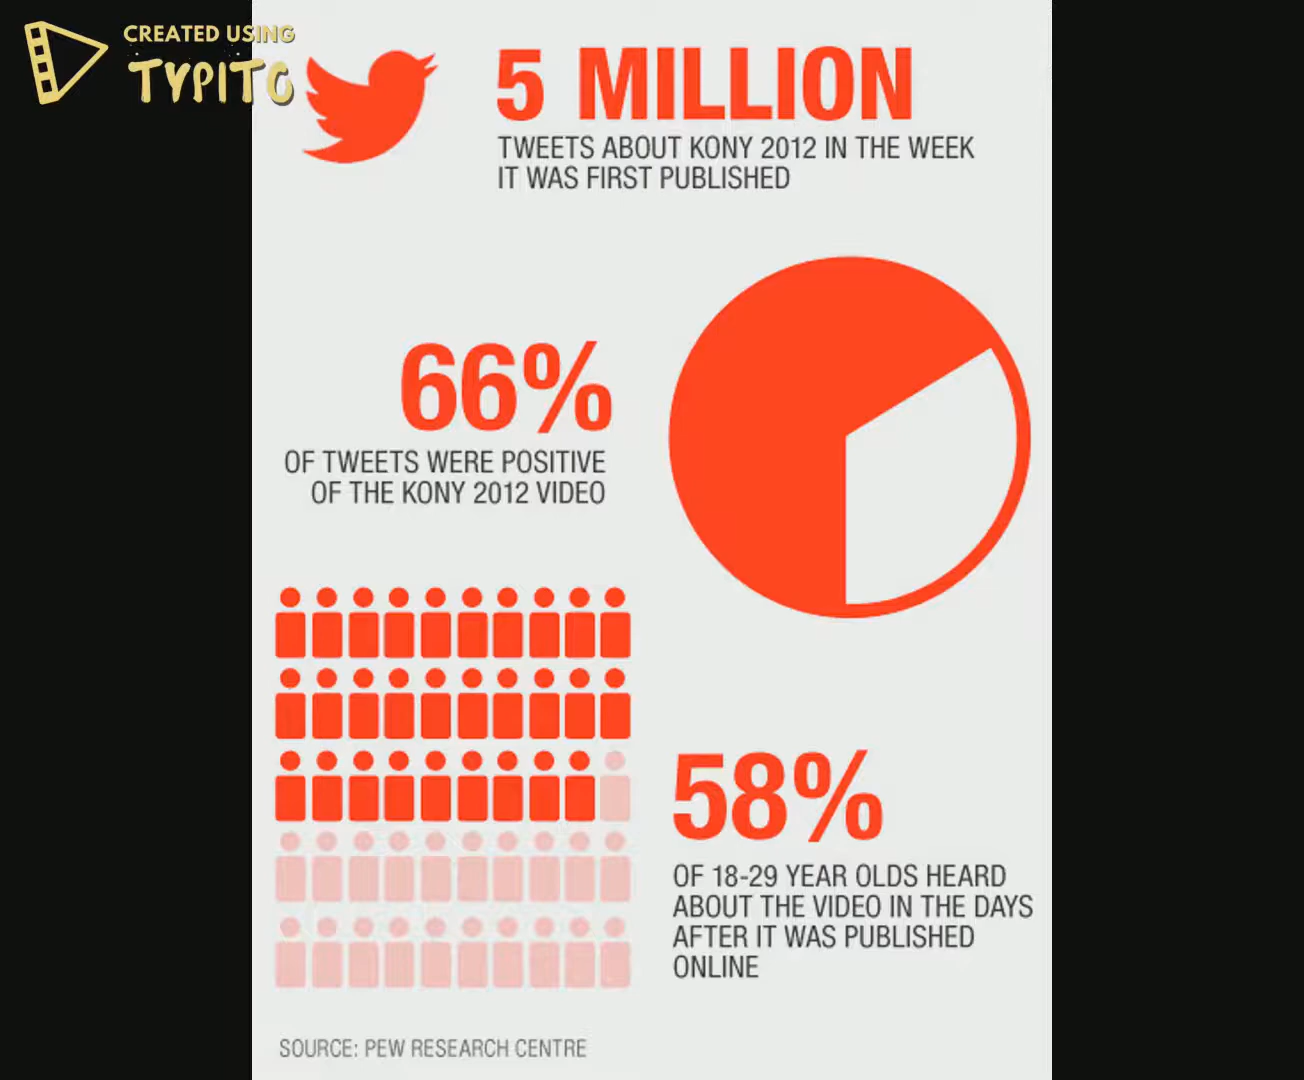 CREATED USING
TYPITO
5 MILLION
TWEETS ABOUT KONY 2012 IN THE WEEK
IT WAS FIRST PUBLISHED
66%
OF TWEETS WERE POSITIVE
OF THE KONY 2012 VIDEO
58%
OF 18-29 YEAR OLDS HEARD
ABOUT THE VIDEO IN THE DAYS
AFTER IT WAS PUBLISHED
ONLINE
SOURCE: PEW RESEARCH CENTRE